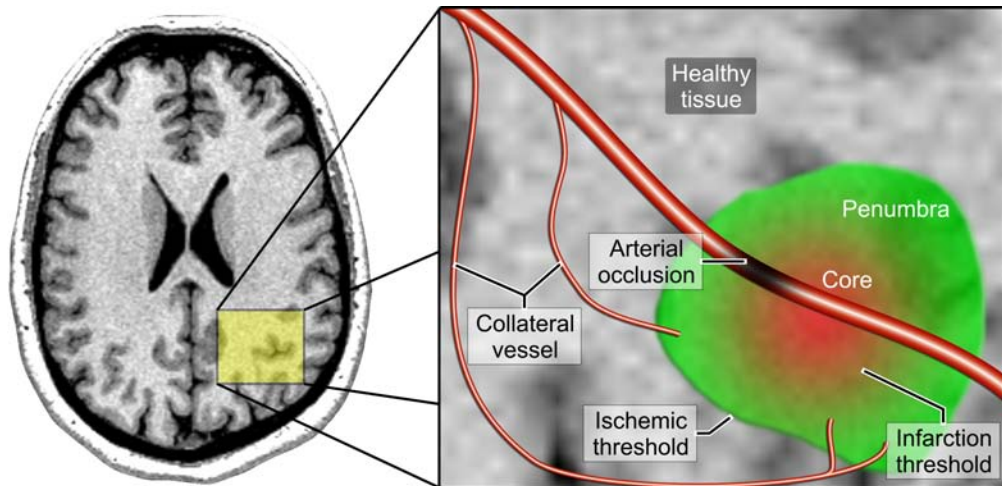 Healthy
tissue
Penumbra
Arterial
occlusion
Core
Collateral
vessel
Ischemic
threshold
Infarction
threshold